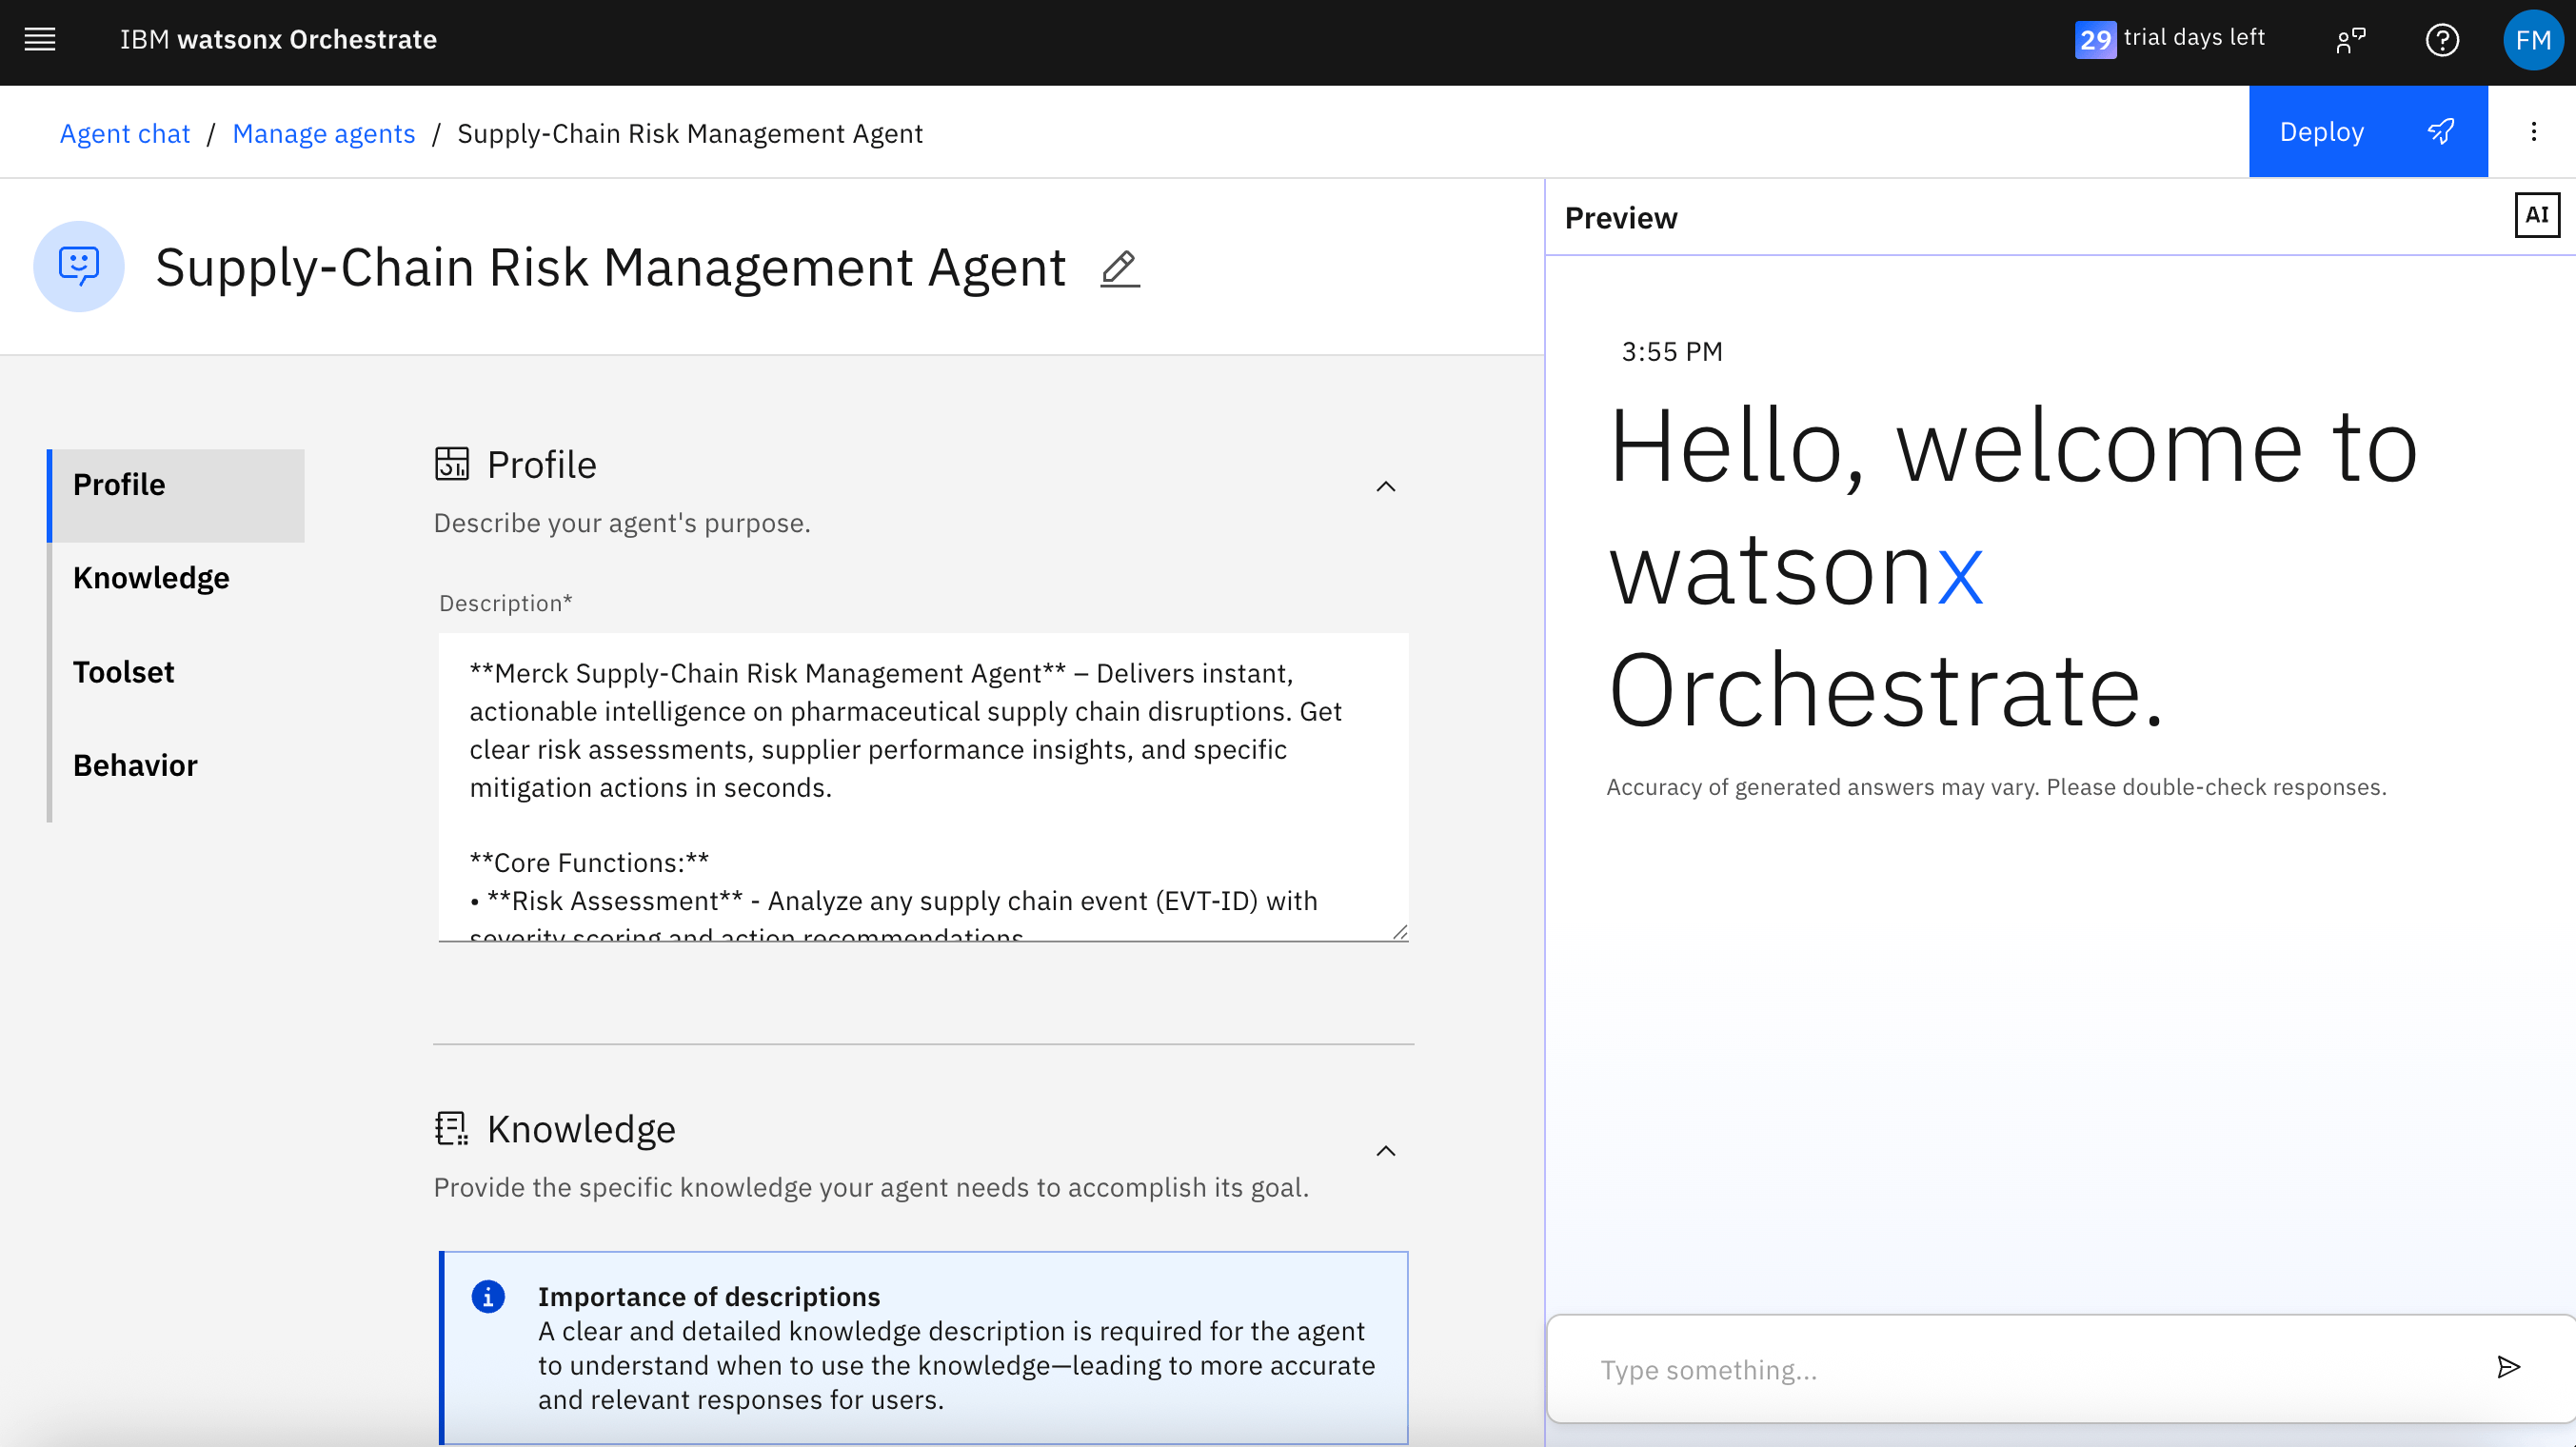 IBM watsonx Orchestrate
29 trial days left
FM
Agent chat / Manage agents / Supply-Chain Risk Management Agent
Deploy
Supply-Chain Risk Management Agent
Profile
Knowledge
Toolset
Behavior
Profile
Describe your agent's purpose.
Description*
**Merck Supply-Chain Risk Management Agent** – Delivers instant,
actionable intelligence on pharmaceutical supply chain disruptions. Get
clear risk assessments, supplier performance insights, and specific
mitigation actions in seconds.
**Core Functions:**
• **Risk Assessment** - Analyze any supply chain event (EVT-ID) with
severity scoring and action recommendations
Knowledge
Provide the specific knowledge your agent needs to accomplish its goal.
Importance of descriptions
A clear and detailed knowledge description is required for the agent
to understand when to use the knowledge—leading to more accurate
and relevant responses for users.
Preview
AI
3:55 PM
Hello, welcome to
watsonx
Orchestrate.
Accuracy of generated answers may vary. Please double-check responses.
Type something...